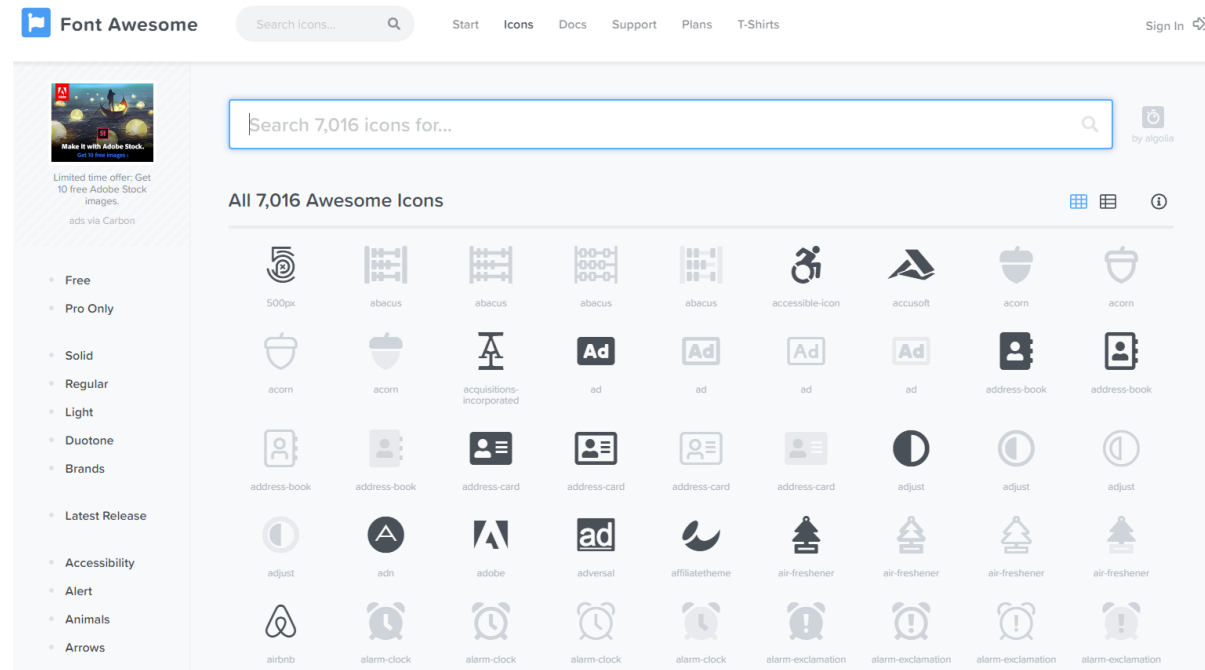 Font Awesome
Search icons...
Start Icons Docs Support Plans T-Shirts
Sign In
Make it with Adobe Stock.
Get 10 free images ›
Limited time offer: Get
10 free Adobe Stock
images.
ads via Carbon
Search 7,016 icons for...
by algolia
All 7,016 Awesome Icons
Free
Pro Only
Solid
Regular
Light
Duotone
Brands
Latest Release
Accessibility
Alert
Animals
Arrows
500px abacus abacus abacus abacus accessible-icon accusoft acorn acorn
Ad Ad Ad Ad
acorn acorn acquisitions-incorporated ad ad ad ad address-book address-book
address-book address-book address-card address-card address-card address-card adjust adjust adjust
ad
adjust adn adobe adversal affiliatetheme air-freshener air-freshener air-freshener air-freshener
airbnb alarm-clock alarm-clock alarm-clock alarm-clock alarm-exclamation alarm-exclamation alarm-exclamation alarm-exclamation